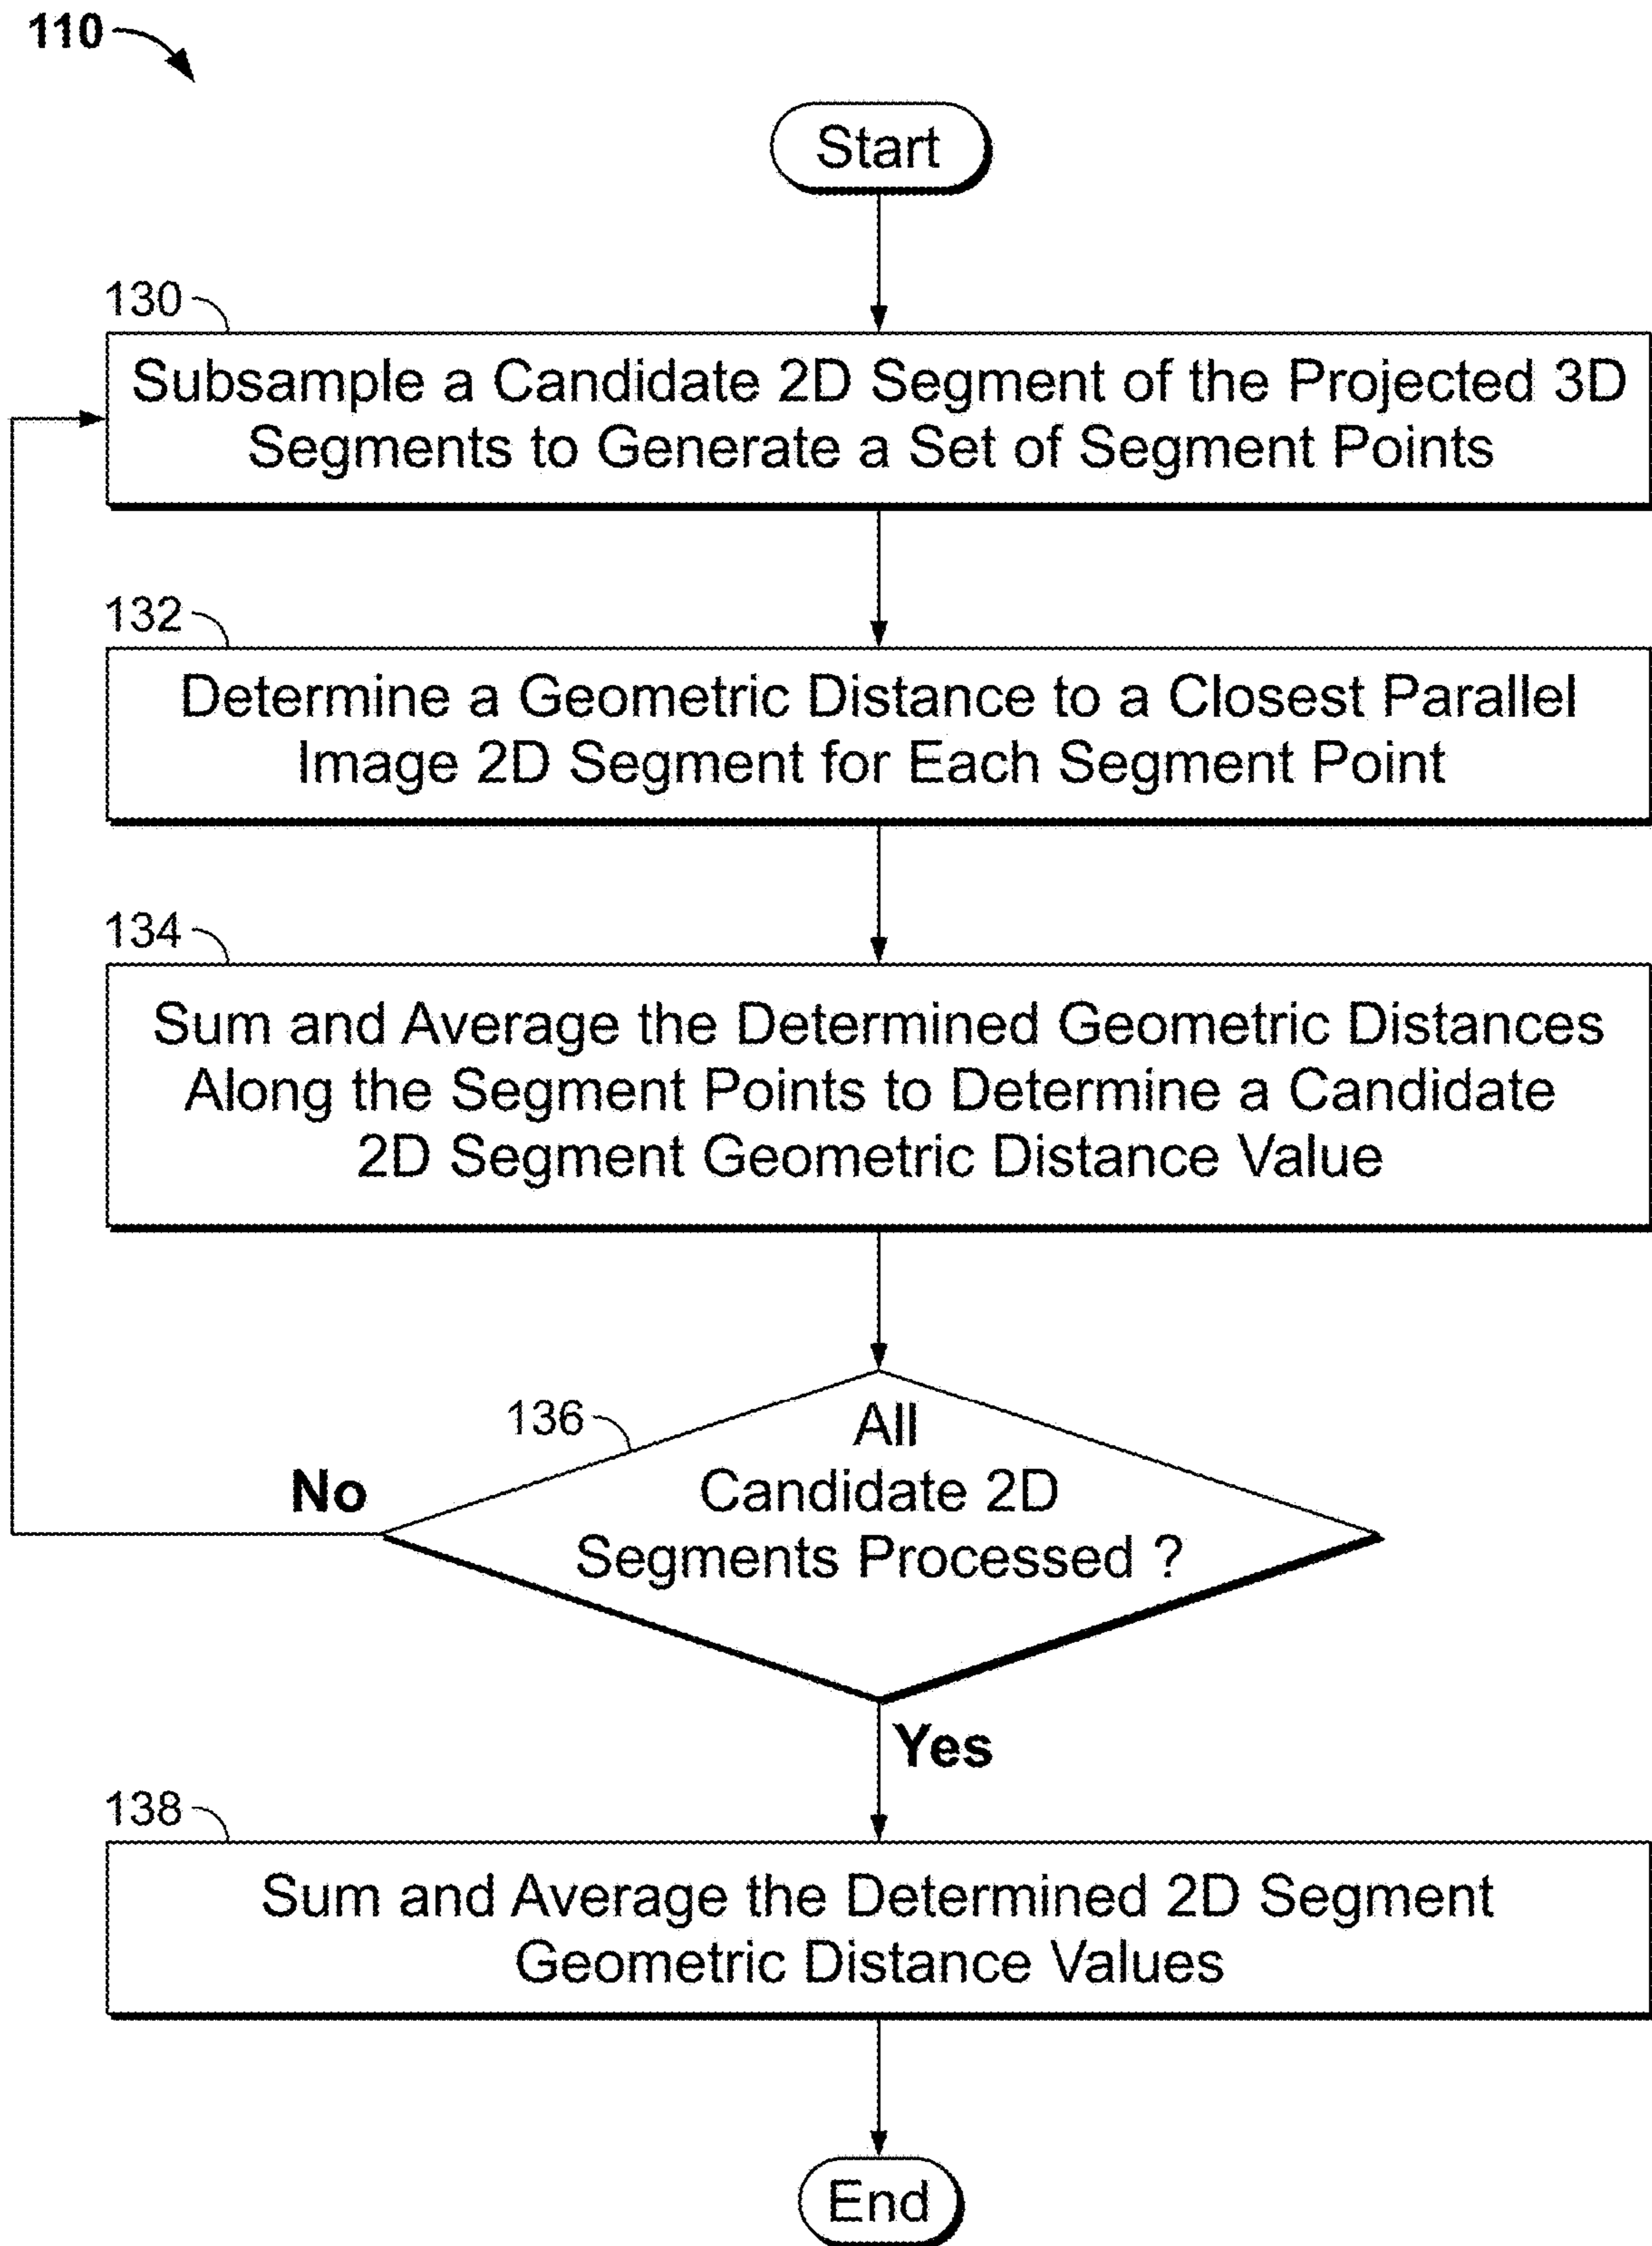 110
Start
130
Subsample a Candidate 2D Segment of the Projected 3D
Segments to Generate a Set of Segment Points
132
Determine a Geometric Distance to a Closest Parallel
Image 2D Segment for Each Segment Point
134
Sum and Average the Determined Geometric Distances
Along the Segment Points to Determine a Candidate
2D Segment Geometric Distance Value
136
All
Candidate 2D
Segments Processed ?
No
Yes
138
Sum and Average the Determined 2D Segment
Geometric Distance Values
End